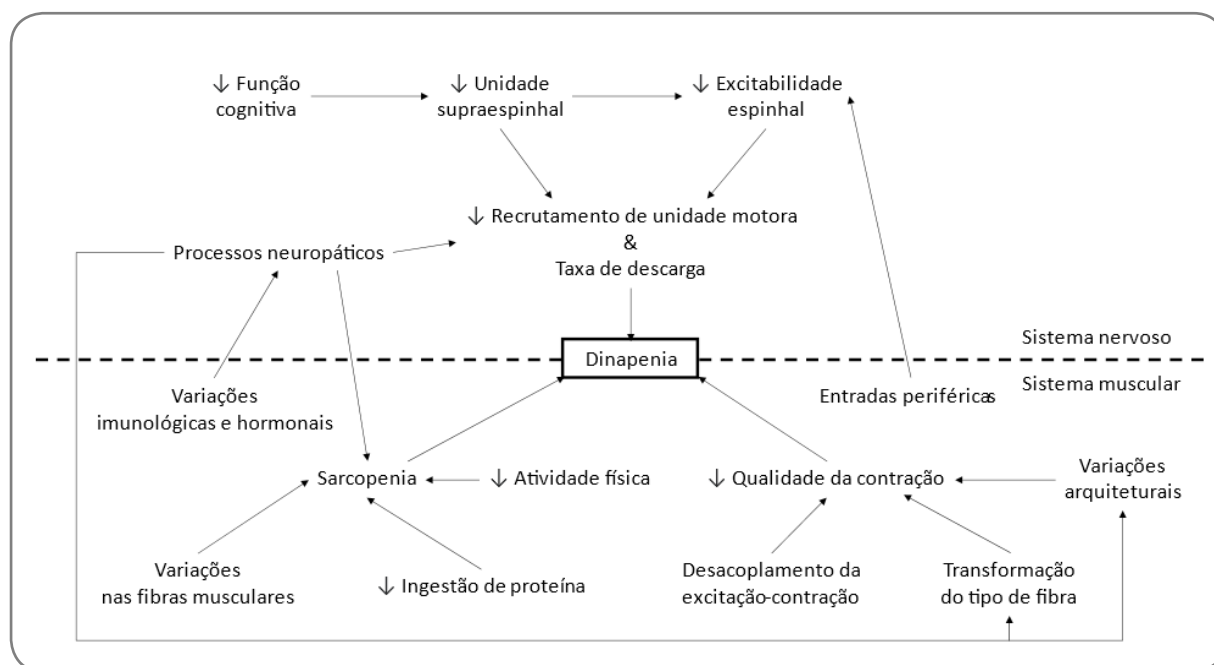 ↓ Função
cognitiva
↓ Unidade
supraespinhal
↓ Excitabilidade
espinhal
↓ Recrutamento de unidade motora
&
Taxa de descarga
Processos neuropáticos
Dinapenia
Sistema nervoso
Sistema muscular
Variações
imunológicas e hormonais
Entradas periféricas
Sarcopenia
↓ Atividade física
↓ Qualidade da contração
Variações
arquiteturais
Variações
nas fibras musculares
↓ Ingestão de proteína
Desacoplamento da
excitação-contração
Transformação
do tipo de fibra